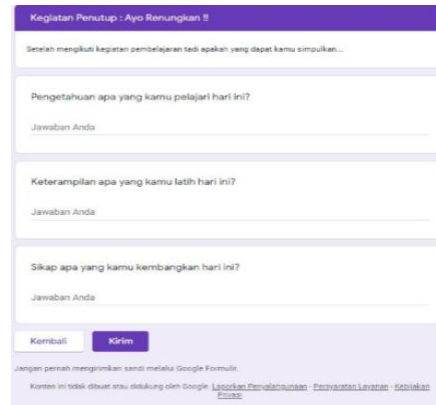 Kegiatan Penutup : Ayo Renungkan !!
Setelah mengikuti kegiatan pembelajaran tadi apakah yang dapat kamu simpulkan...
Pengetahuan apa yang kamu pelajari hari ini?
Jawaban Anda
Keterampilan apa yang kamu latih hari ini?
Jawaban Anda
Sikap apa yang kamu kembangkan hari ini?
Jawaban Anda
Kembali Kirim
Jangan pernah mengirimkan sandi melalui Google Formulir.
Konten ini tidak dibuat atau didukung oleh Google. Laporkan Penyalahgunaan - Persyaratan Layanan - Kebijakan
Privasi